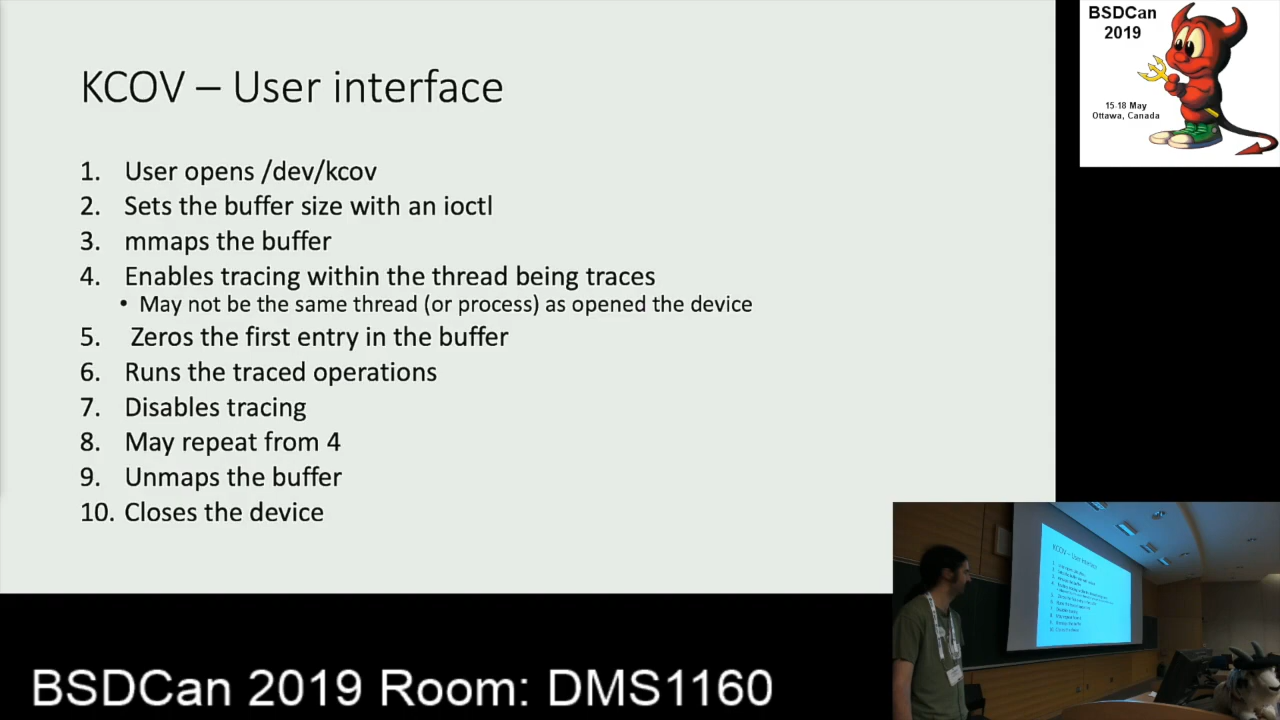 KCOV – User interface
1. User opens /dev/kcov
2. Sets the buffer size with an ioctl
3. mmaps the buffer
4. Enables tracing within the thread being traces
• May not be the same thread (or process) as opened the device
5. Zeros the first entry in the buffer
6. Runs the traced operations
7. Disables tracing
8. May repeat from 4
9. Unmaps the buffer
10. Closes the device
BSDCan
2019
15-18 May
Ottawa, Canada
KCOV – User interface
BSDCan 2019 Room: DMS1160